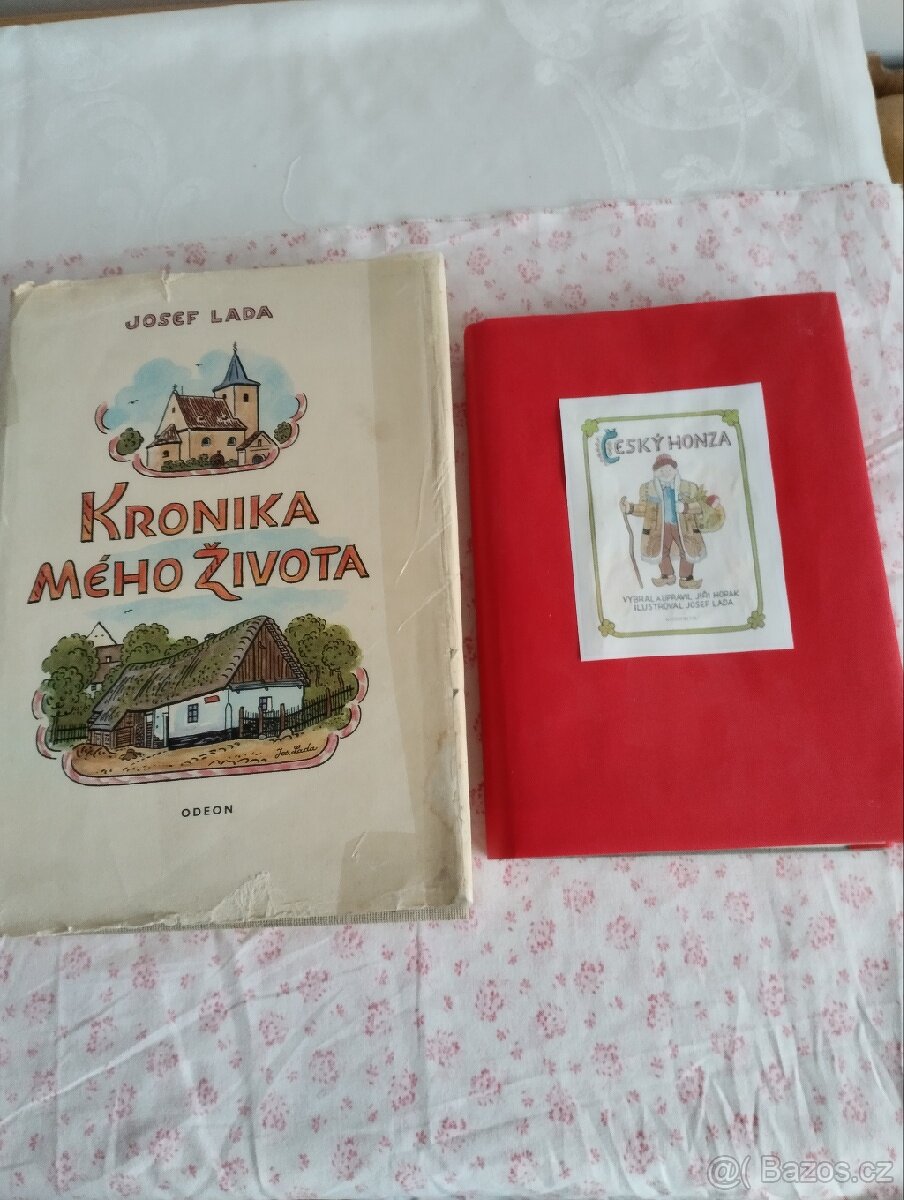 JOSEF LADA
KRONIKA
MÉHO ŽIVOTA
Jos. Lada
ODEON
ČESKÝ HONZA
VYBRAL A UPRAVIL JIŘÍ HORÁK
ILUSTROVAL JOSEF LADA
@( Bazos.cz